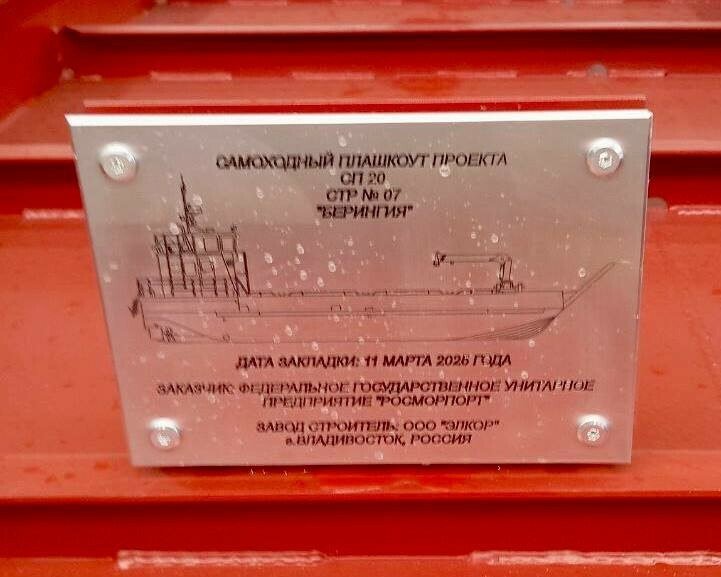 САМОХОДНЫЙ ПЛАШКОУТ ПРОЕКТА
СП 20
СТР № 07
"БЕРИНГИЯ"
ДАТА ЗАКЛАДКИ: 11 МАРТА 2025 ГОДА
ЗАКАЗЧИК: ФЕДЕРАЛЬНОЕ ГОСУДАРСТВЕННОЕ УНИТАРНОЕ
ПРЕДПРИЯТИЕ "РОСМОРПОРТ"
ЗАВОД СТРОИТЕЛЬ: ООО "ЭЛКОР"
г.ВЛАДИВОСТОК, РОССИЯ